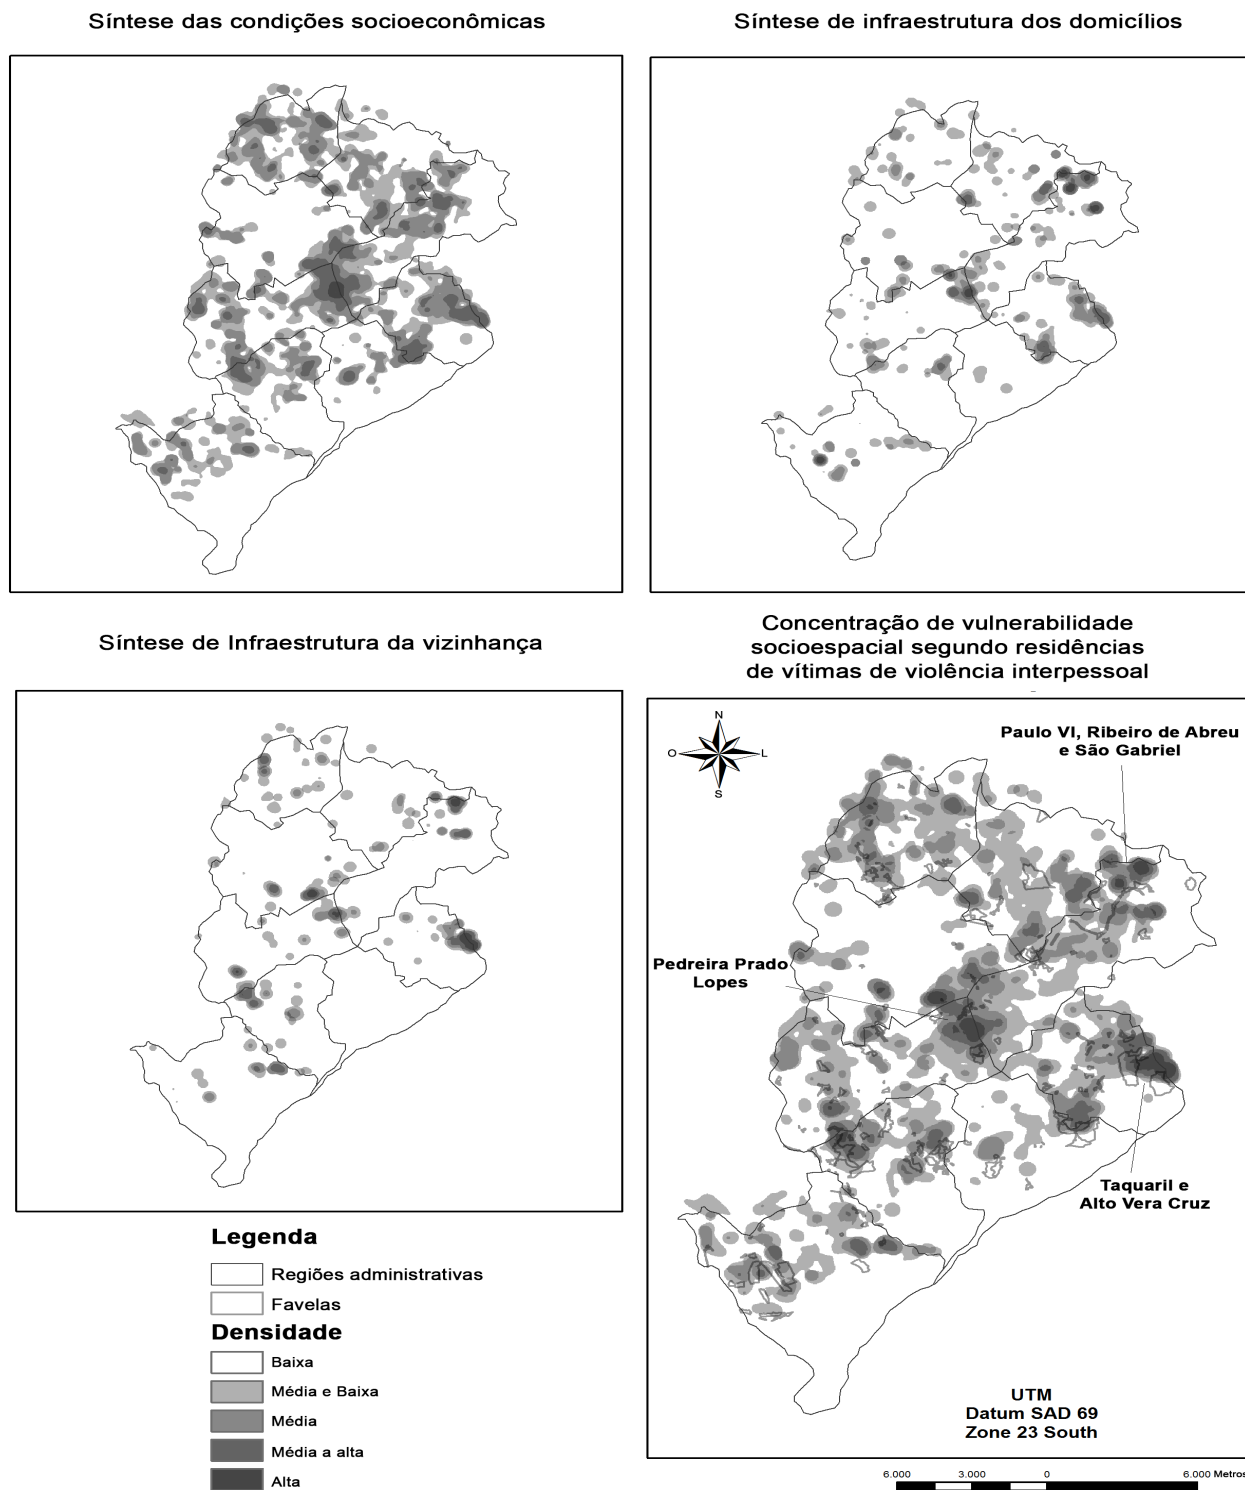 Síntese das condições socioeconômicas
Síntese de infraestrutura dos domicílios
Síntese de Infraestrutura da vizinhança
Concentração de vulnerabilidade
socioespacial segundo residências
de vítimas de violência interpessoal
N
O
L
S
Paulo VI, Ribeiro de Abreu
e São Gabriel
Pedreira Prado
Lopes
Taquaril e
Alto Vera Cruz
UTM
Datum SAD 69
Zone 23 South
6.000 3.000 0 6.000 Metros
Legenda
Regiões administrativas
Favelas
Densidade
Baixa
Média e Baixa
Média
Média a alta
Alta